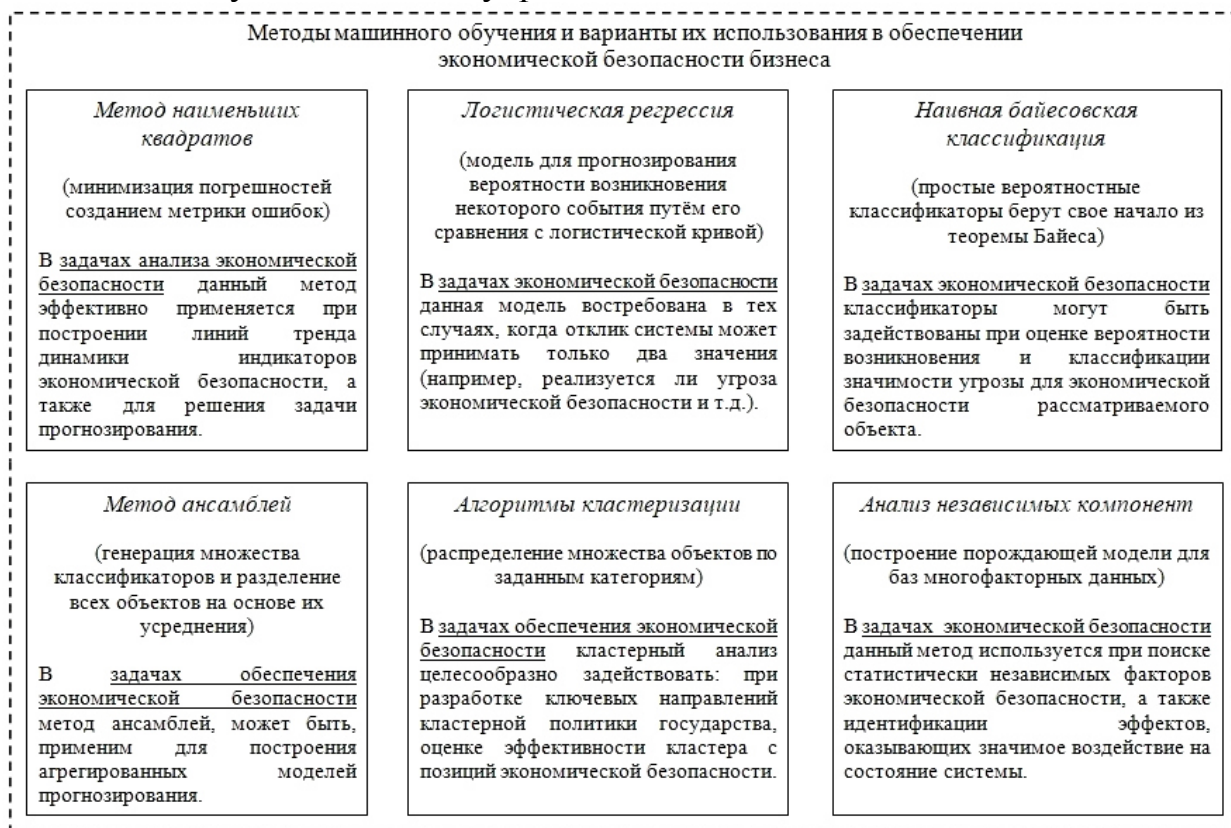 Методы машинного обучения и варианты их использования в обеспечении
экономической безопасности бизнеса
Метод наименьших
квадратов
(минимизация погрешностей
созданием метрики ошибок)
В задачах анализа экономической
безопасности данный метод
эффективно применяется при
построении линий тренда
динамики индикаторов
экономической безопасности, а
также для решения задачи
прогнозирования.
Логистическая регрессия
(модель для прогнозирования
вероятности возникновения
некоторого события путём его
сравнения с логистической кривой)
В задачах экономической безопасности
данная модель востребована в тех
случаях, когда отклик системы может
принимать только два значения
(например, реализуется ли угроза
экономической безопасности и т.д.).
Наивная байесовская
классификация
(простые вероятностные
классификаторы берут свое начало из
теоремы Байеса)
В задачах экономической безопасности
классификаторы могут быть
задействованы при оценке вероятности
возникновения и классификации
значимости угрозы для экономической
безопасности рассматриваемого
объекта.
Метод ансамблей
(генерация множества
классификаторов и разделение
всех объектов на основе их
усреднения)
В задачах обеспечения
экономической безопасности
метод ансамблей, может быть,
применим для построения
агрегированных моделей
прогнозирования.
Алгоритмы кластеризации
(распределение множества объектов по
заданным категориям)
В задачах обеспечения экономической
безопасности кластерный анализ
целесообразно задействовать: при
разработке ключевых направлений
кластерной политики государства,
оценке эффективности кластера с
позиций экономической безопасности.
Анализ независимых компонент
(построение порождающей модели для
баз многофакторных данных)
В задачах экономической безопасности
данный метод используется при поиске
статистически независимых факторов
экономической безопасности, а также
идентификации эффектов,
оказывающих значимое воздействие на
состояние системы.